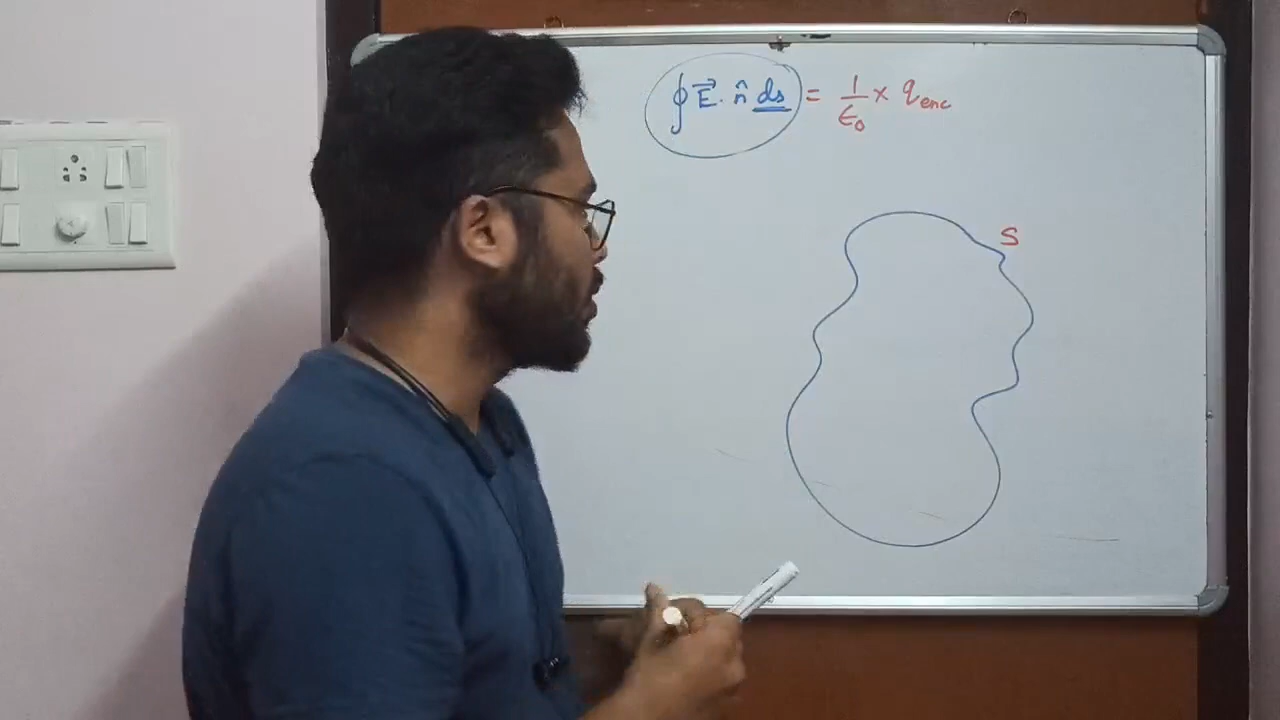 ∮ E⃗ . n̂ ds = 1/ε₀ × q_enc
S